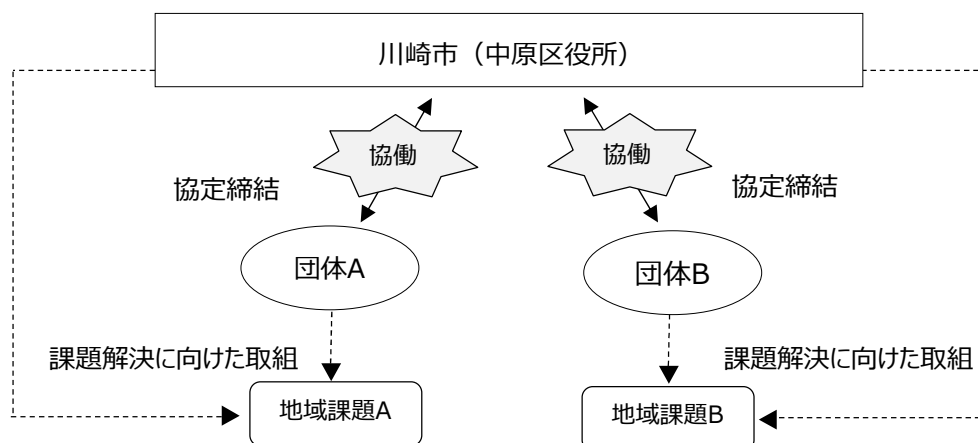 川崎市（中原区役所）
協働
協働
協定締結
協定締結
団体A
団体B
課題解決に向けた取組
課題解決に向けた取組
地域課題A
地域課題B